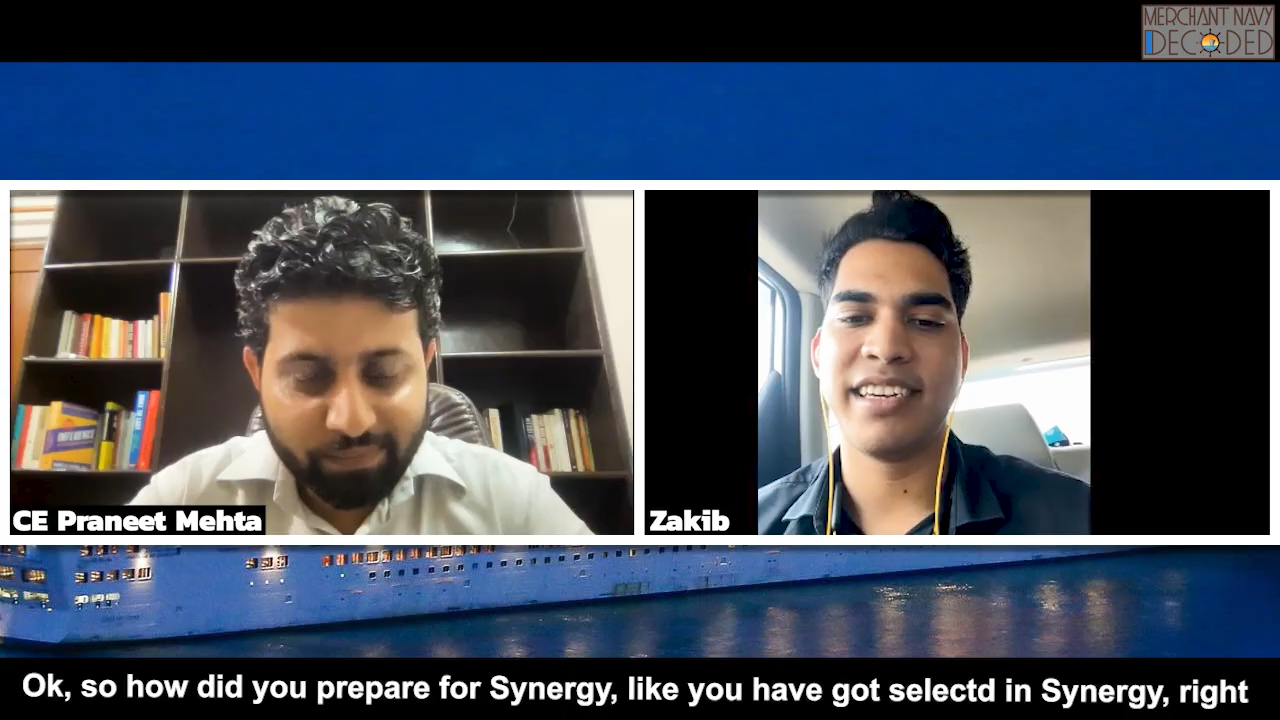 MERCHANT NAVY
DECODED
CE Praneet Mehta
Zakib
Ok, so how did you prepare for Synergy, like you have got selectd in Synergy, right